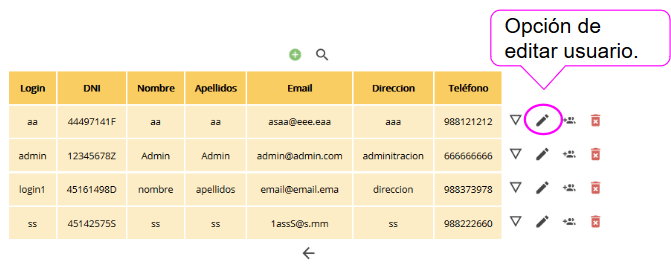 Opción de
editar usuario.
Login DNI Nombre Apellidos Email Direccion Teléfono
aa 44497141F aa aa asaa@eee.eaa aaa 988121212
admin 12345678Z Admin Admin admin@admin.com adminitracion 666666666
login1 45161498D nombre apellidos email@email.ema direccion 988373978
ss 45142575S ss ss 1assS@s.mm ss 988222660